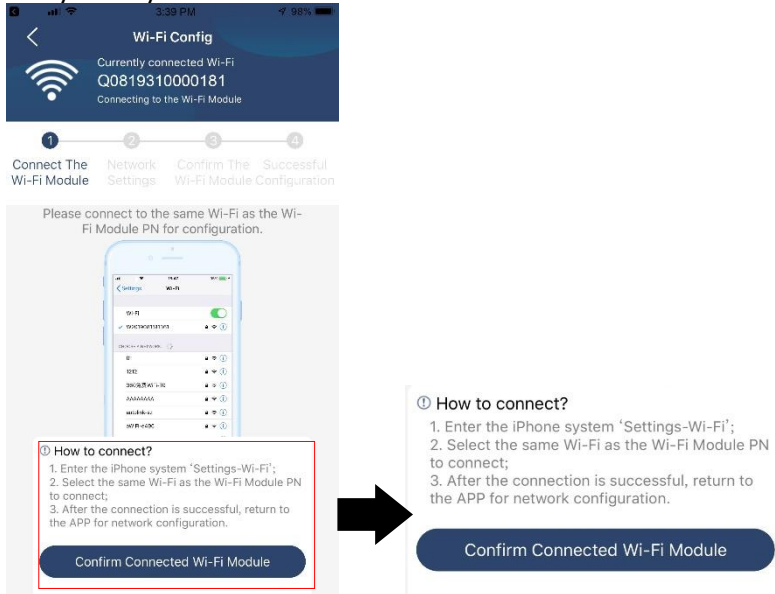 3:39 PM
98%
Wi-Fi Config
Currently connected Wi-Fi
Q0819310000181
Connecting to the Wi-Fi Module
1 2 3 4
Connect The Wi-Fi Module
Network Settings
Confirm The Wi-Fi Module
Successful Configuration
Please connect to the same Wi-Fi as the Wi-
Fi Module PN for configuration.
Settings
Wi-Fi
Wi-Fi
1212
AAAAAAAA
① How to connect?
1. Enter the iPhone system ‘Settings-Wi-Fi’;
2. Select the same Wi-Fi as the Wi-Fi Module PN
to connect;
3. After the connection is successful, return to
the APP for network configuration.
Confirm Connected Wi-Fi Module
① How to connect?
1. Enter the iPhone system ‘Settings-Wi-Fi’;
2. Select the same Wi-Fi as the Wi-Fi Module PN
to connect;
3. After the connection is successful, return to
the APP for network configuration.
Confirm Connected Wi-Fi Module